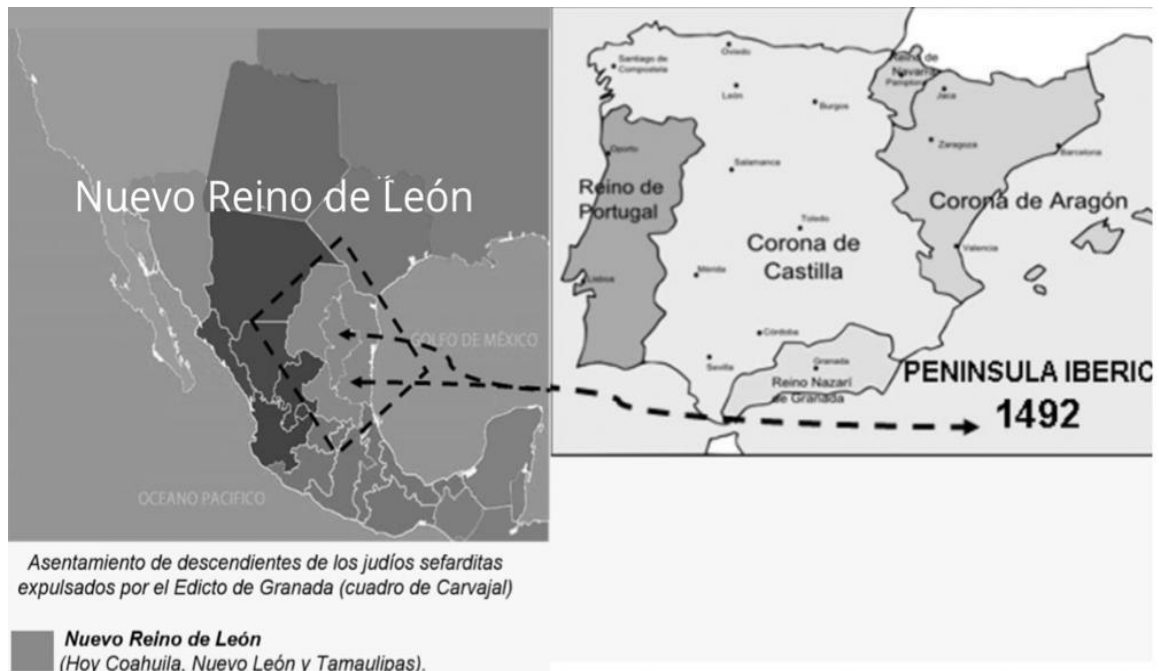 Nuevo Reino de León
GOLFO DE MÉXICO
OCEANO PACIFICO
Asentamiento de descendientes de los judíos sefarditas
expulsados por el Edicto de Granada (cuadro de Carvajal)
Nuevo Reino de León
(Hoy Coahuila, Nuevo León y Tamaulipas).
Santiago de
Compostela
Oviedo
León
Burgos
Reino de
Navarra
Pamplona
Jaca
Zaragoza
Barcelona
Oporto
Salamanca
Reino de
Portugal
Corona de Aragón
Toledo
Corona de
Castilla
Valencia
Lisboa
Mérida
Córdoba
Sevilla
Granada
Reino Nazarí
de Granada
PENINSULA IBERIC
1492